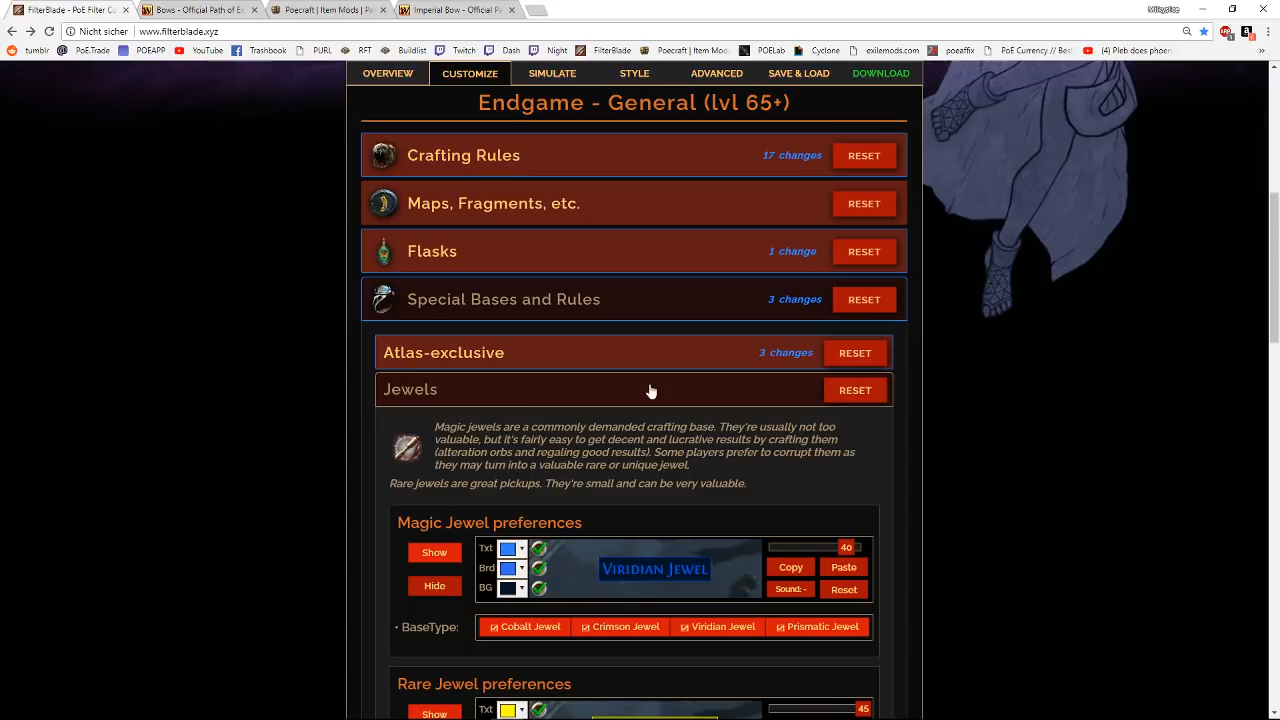 FilterBlade - PoE Filter Cu
Bows - Official Path of Ex
Poecraft | Item Mods | Pa
Imperial Bow - Official Pa
Nicht sicher
www.filterblade.xyz
tumblr
PoE.Trade
POEAPP
YouTube
Trashbook
PURL
RFT
Buildlist
Twitch
Night
FilterBlade
Poecraft | Item Mods
POELab
Cyclone
exilemods.com
poeaffix
PoE Currency // Best
(4) Pleb does phoeni
OVERVIEW
CUSTOMIZE
SIMULATE
STYLE
ADVANCED
SAVE & LOAD
DOWNLOAD
Endgame - General (lvl 65+)
Crafting Rules
17 changes
RESET
Maps, Fragments, etc.
RESET
Flasks
1 change
RESET
Special Bases and Rules
3 changes
RESET
Atlas-exclusive
3 changes
RESET
Jewels
RESET
Magic jewels are a commonly demanded crafting base. They're usually not too
valuable, but it's fairly easy to get decent and lucrative results by crafting them
(alteration orbs and regaling good results). Some players prefer to corrupt them as
they may turn into a valuable rare or unique jewel.
Rare jewels are great pickups. They're small and can be very valuable.
Magic Jewel preferences
Show
Hide
Txt
Brd
BG
VIRIDIAN JEWEL
40
Copy
Paste
Sound: -
Reset
• BaseType:
Cobalt Jewel
Crimson Jewel
Viridian Jewel
Prismatic Jewel
Rare Jewel preferences
Show
Txt
45